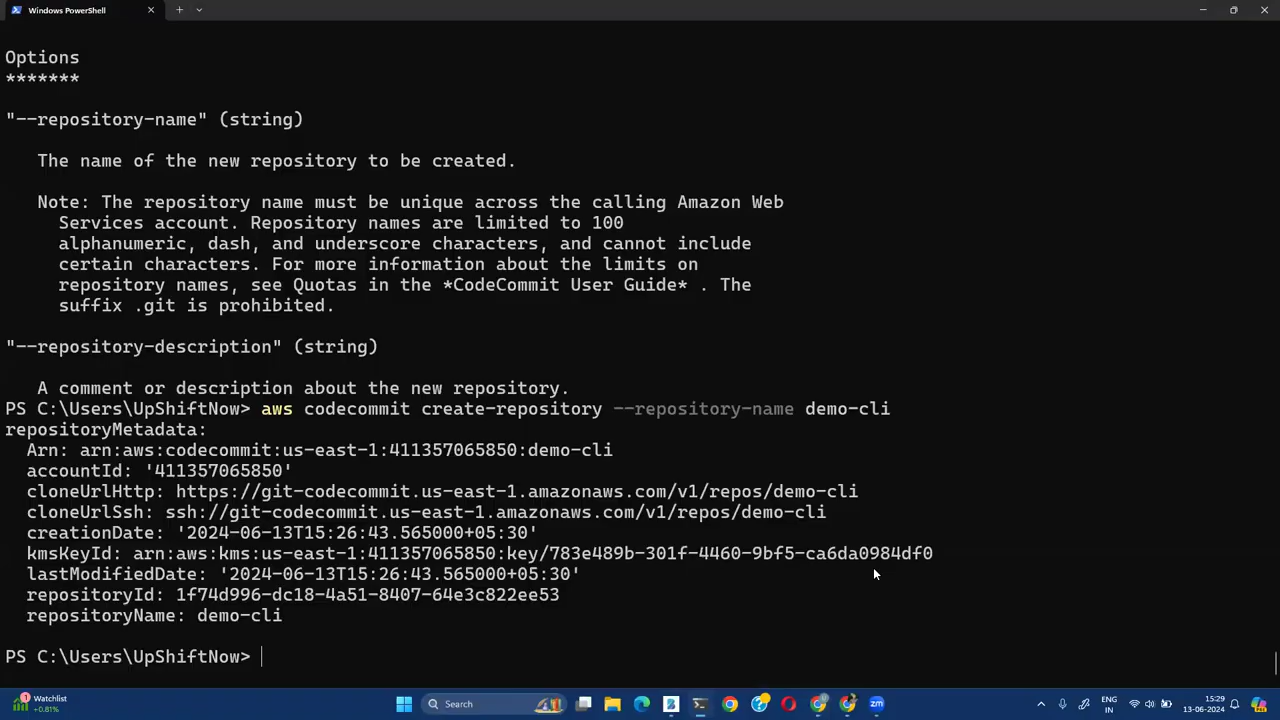 Windows PowerShell
Options
*******
"--repository-name" (string)
The name of the new repository to be created.
Note: The repository name must be unique across the calling Amazon Web
Services account. Repository names are limited to 100
alphanumeric, dash, and underscore characters, and cannot include
certain characters. For more information about the limits on
repository names, see Quotas in the *CodeCommit User Guide* . The
suffix .git is prohibited.
"--repository-description" (string)
A comment or description about the new repository.
PS C:\Users\UpShiftNow> aws codecommit create-repository --repository-name demo-cli
repositoryMetadata:
Arn: arn:aws:codecommit:us-east-1:411357065850:demo-cli
accountId: '411357065850'
cloneUrlHttp: https://git-codecommit.us-east-1.amazonaws.com/v1/repos/demo-cli
cloneUrlSsh: ssh://git-codecommit.us-east-1.amazonaws.com/v1/repos/demo-cli
creationDate: '2024-06-13T15:26:43.565000+05:30'
kmsKeyId: arn:aws:kms:us-east-1:411357065850:key/783e489b-301f-4460-9bf5-ca6da0984df0
lastModifiedDate: '2024-06-13T15:26:43.565000+05:30'
repositoryId: 1f74d996-dc18-4a51-8407-64e3c822ee53
repositoryName: demo-cli
PS C:\Users\UpShiftNow>
1
Watchlist
+0.81%
Search
zm
ENG
IN
15:29
13-06-2024